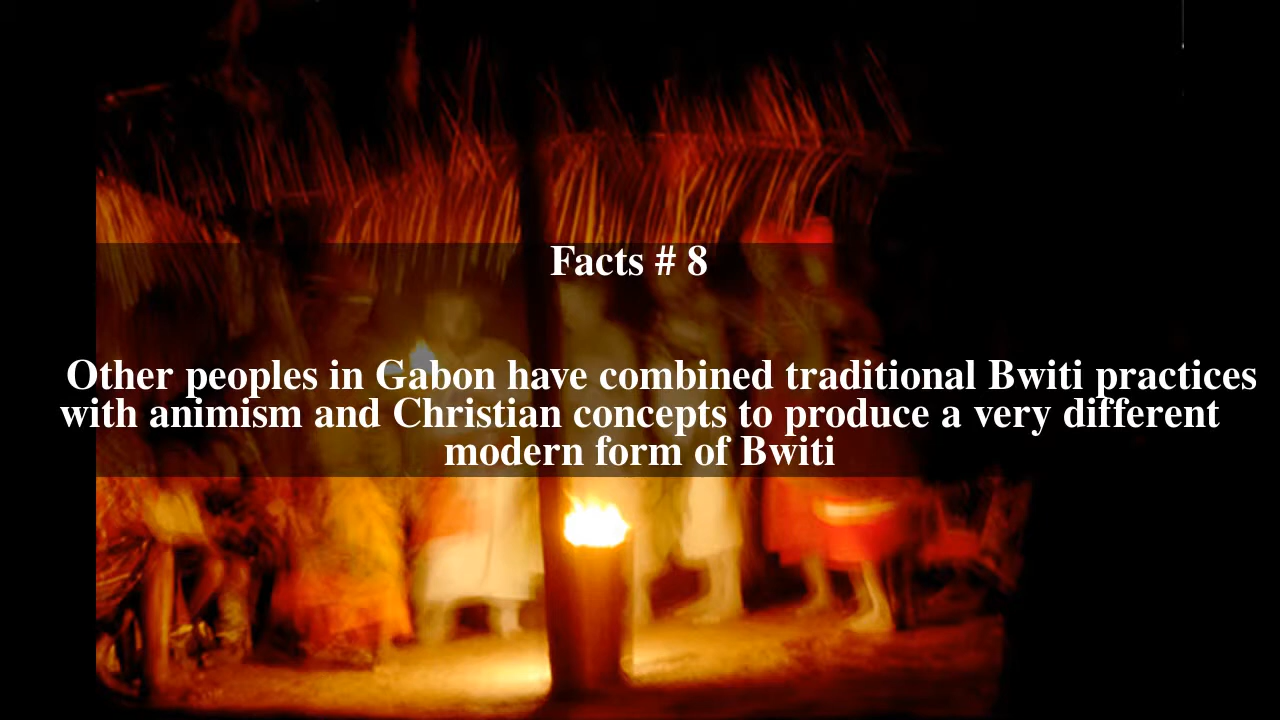 Facts # 8
Other peoples in Gabon have combined traditional Bwiti practices
with animism and Christian concepts to produce a very different
modern form of Bwiti